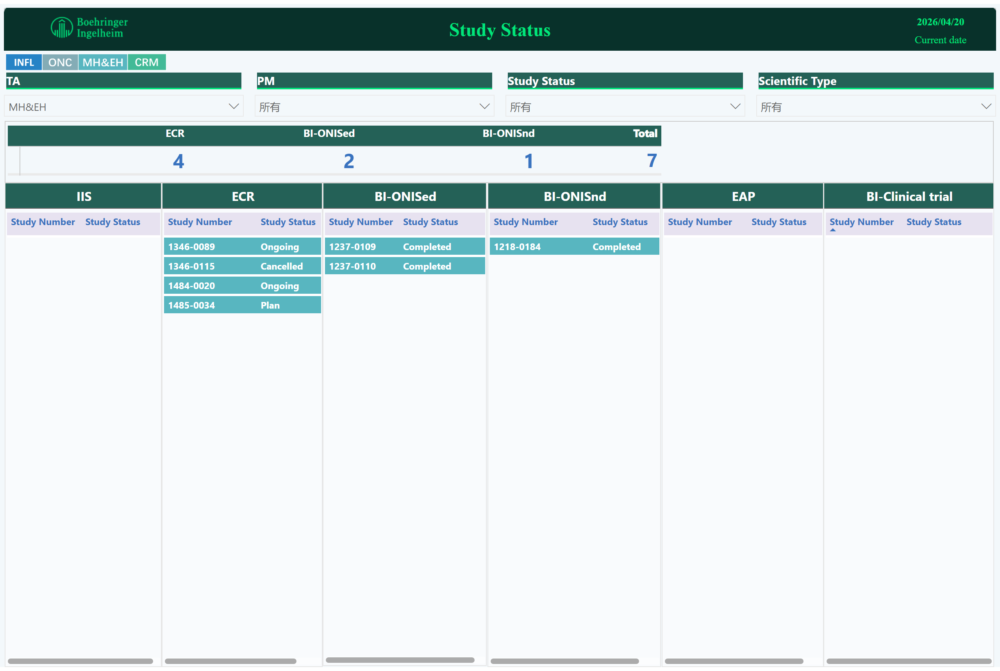 Boehringer
Ingelheim
Study Status
2026/04/20
Current date
INFL ONC MH&EH CRM
TA PM Study Status Scientific Type
MH&EH 所有 所有 所有
ECR BI-ONISed BI-ONISnd Total
4 2 1 7
IIS ECR BI-ONISed BI-ONISnd EAP BI-Clinical trial
Study Number Study Status Study Number Study Status Study Number Study Status Study Number Study Status Study Number Study Status Study Number Study Status
1346-0089 Ongoing 1237-0109 Completed 1218-0184 Completed
1346-0115 Cancelled 1237-0110 Completed
1484-0020 Ongoing
1485-0034 Plan